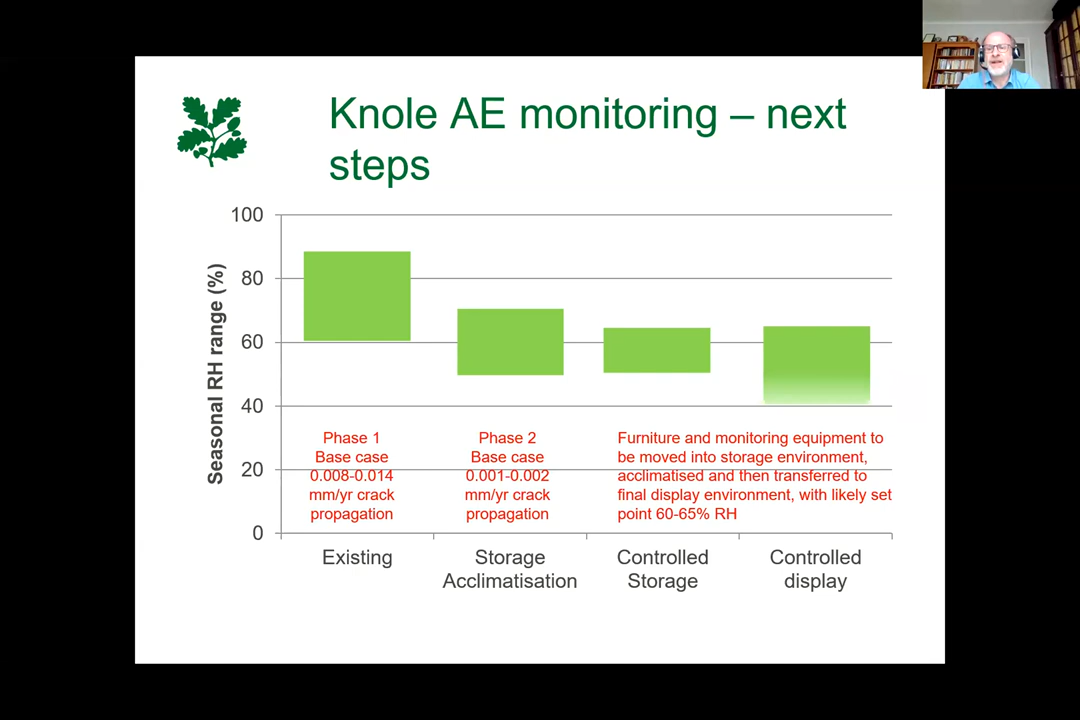 Knole AE monitoring – next
steps
Seasonal RH range (%)
100
80
60
40
20
0
Phase 1
Base case
0.008-0.014
mm/yr crack
propagation
Phase 2
Base case
0.001-0.002
mm/yr crack
propagation
Furniture and monitoring equipment to
be moved into storage environment,
acclimatised and then transferred to
final display environment, with likely set
point 60-65% RH
Existing
Storage
Acclimatisation
Controlled
Storage
Controlled
display